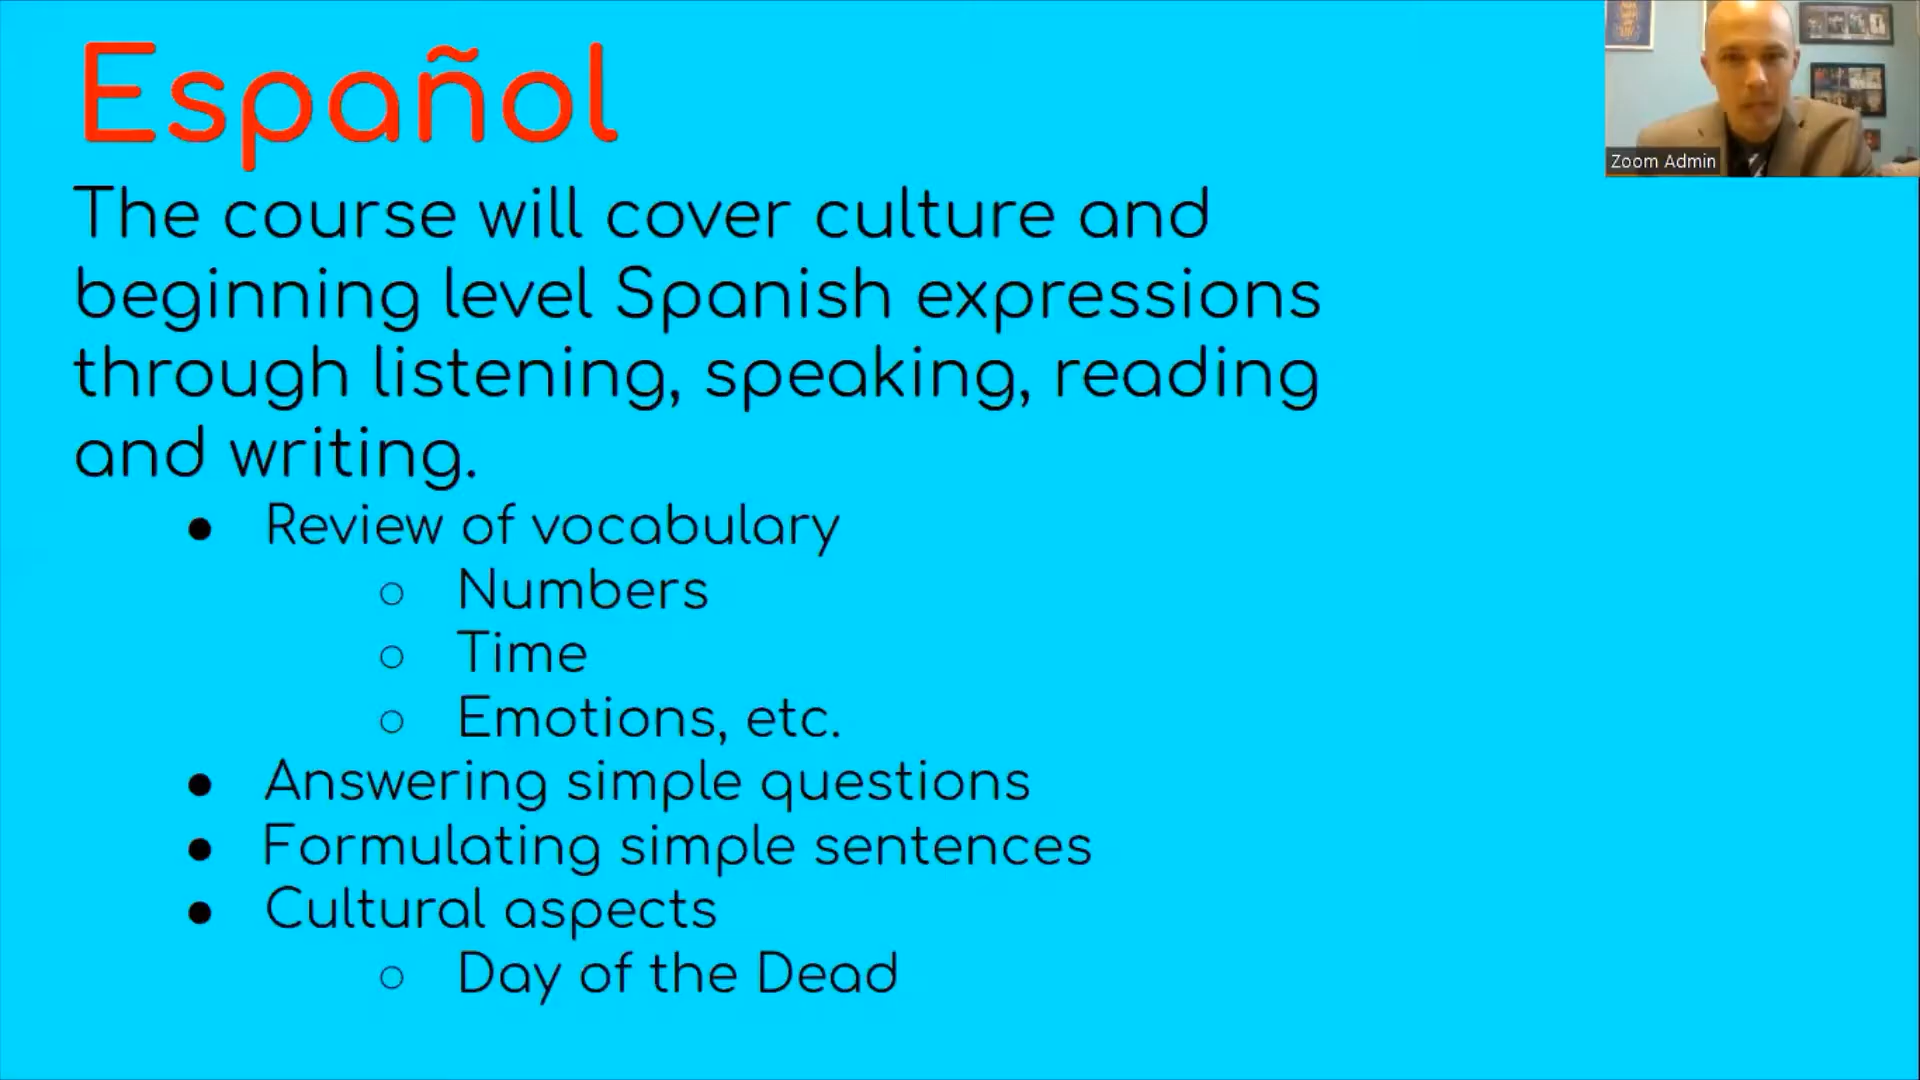 Español
The course will cover culture and
beginning level Spanish expressions
through listening, speaking, reading
and writing.
● Review of vocabulary
○ Numbers
○ Time
○ Emotions, etc.
● Answering simple questions
● Formulating simple sentences
● Cultural aspects
○ Day of the Dead
Zoom Admin